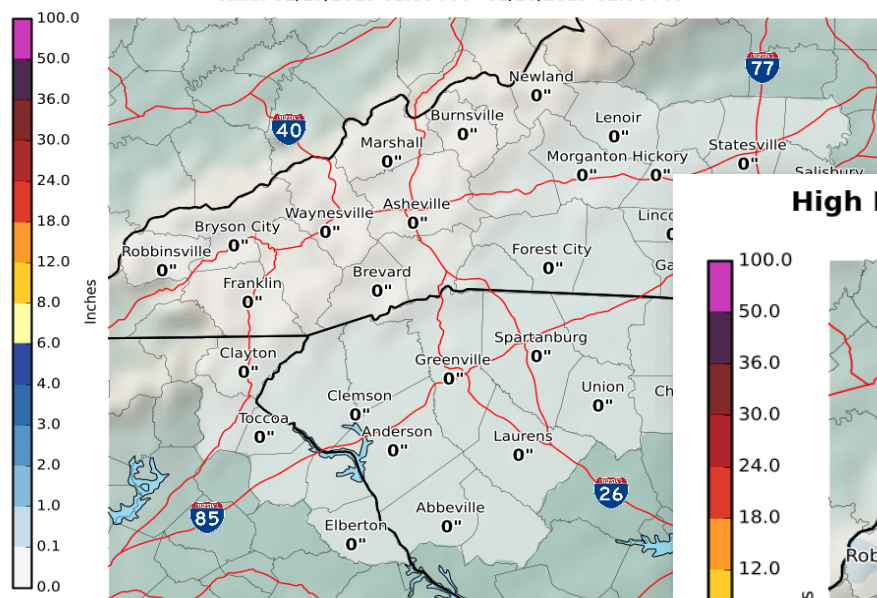 100.0
50.0
36.0
30.0
24.0
18.0
12.0
8.0
6.0
4.0
3.0
2.0
1.0
0.1
0.0
Inches
Newland
0"
77
Burnsville
0"
Lenoir
0"
40
Marshall
0"
Morganton Hickory
0" 0"
Statesville
0"
Salisbury
Waynesville
0"
Asheville
0"
Bryson City
0"
Robbinsville
0"
Forest City
0"
Franklin
0"
Brevard
0"
Clayton
0"
Greenville
0"
Spartanburg
0"
Union
0"
Clemson
0"
Toccoa
0"
Anderson
0"
Laurens
0"
26
85
Abbeville
0"
Elberton
0"
Linc
Ga
Ch
High
100.0
50.0
36.0
30.0
24.0
18.0
12.0
Rob